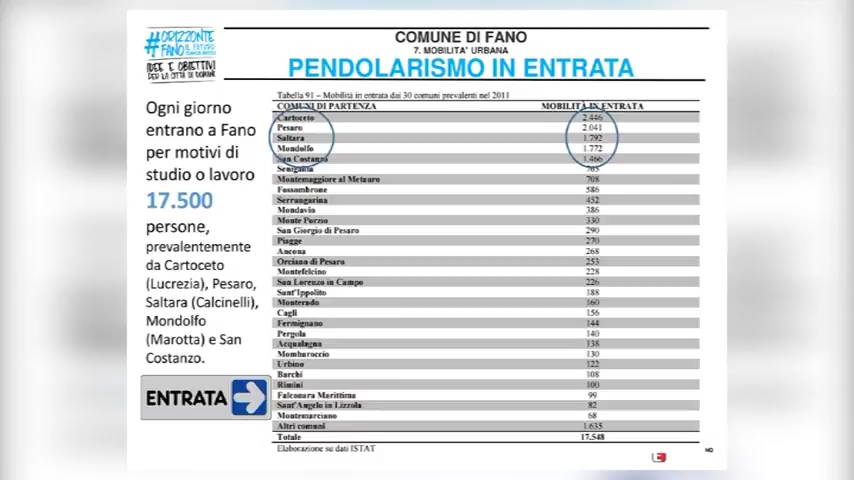 #ORIZZONTE
FANO IL FUTURO
IDEE E OBIETTIVI
PER LA CITTÀ DI DOMANI
COMUNE DI FANO
7. MOBILITA' URBANA
PENDOLARISMO IN ENTRATA
Ogni giorno
entrano a Fano
per motivi di
studio o lavoro
17.500
persone,
prevalentemente
da Cartoceto
(Lucrezia), Pesaro,
Saltara (Calcinelli),
Mondolfo
(Marotta) e San
Costanzo.
ENTRATA
Tabella 91 – Mobilità in entrata dai 30 comuni prevalenti nel 2011
COMUNI DI PARTENZA MOBILITÀ IN ENTRATA
Cartoceto 2.446
Pesaro 2.041
Saltara 1.792
Mondolfo 1.772
San Costanzo 1.466
Senigallia
Montemaggiore al Metauro 708
Fossombrone 586
Serrungarina 452
Mondavio 386
Monte Porzio 330
San Giorgio di Pesaro 290
Piagge 270
Ancona 268
Orciano di Pesaro 253
Montefelcino 228
San Lorenzo in Campo 226
Sant'Ippolito 188
Monterado 160
Cagli 156
Fermignano 144
Pergola 140
Acqualagna 138
Mombaroccio 130
Urbino 122
Barchi 108
Rimini 100
Falconara Marittima 99
Sant'Angelo in Lizzola 82
Montemarciano 68
Altri comuni 1.635
Totale 17.548
Elaborazione su dati ISTAT